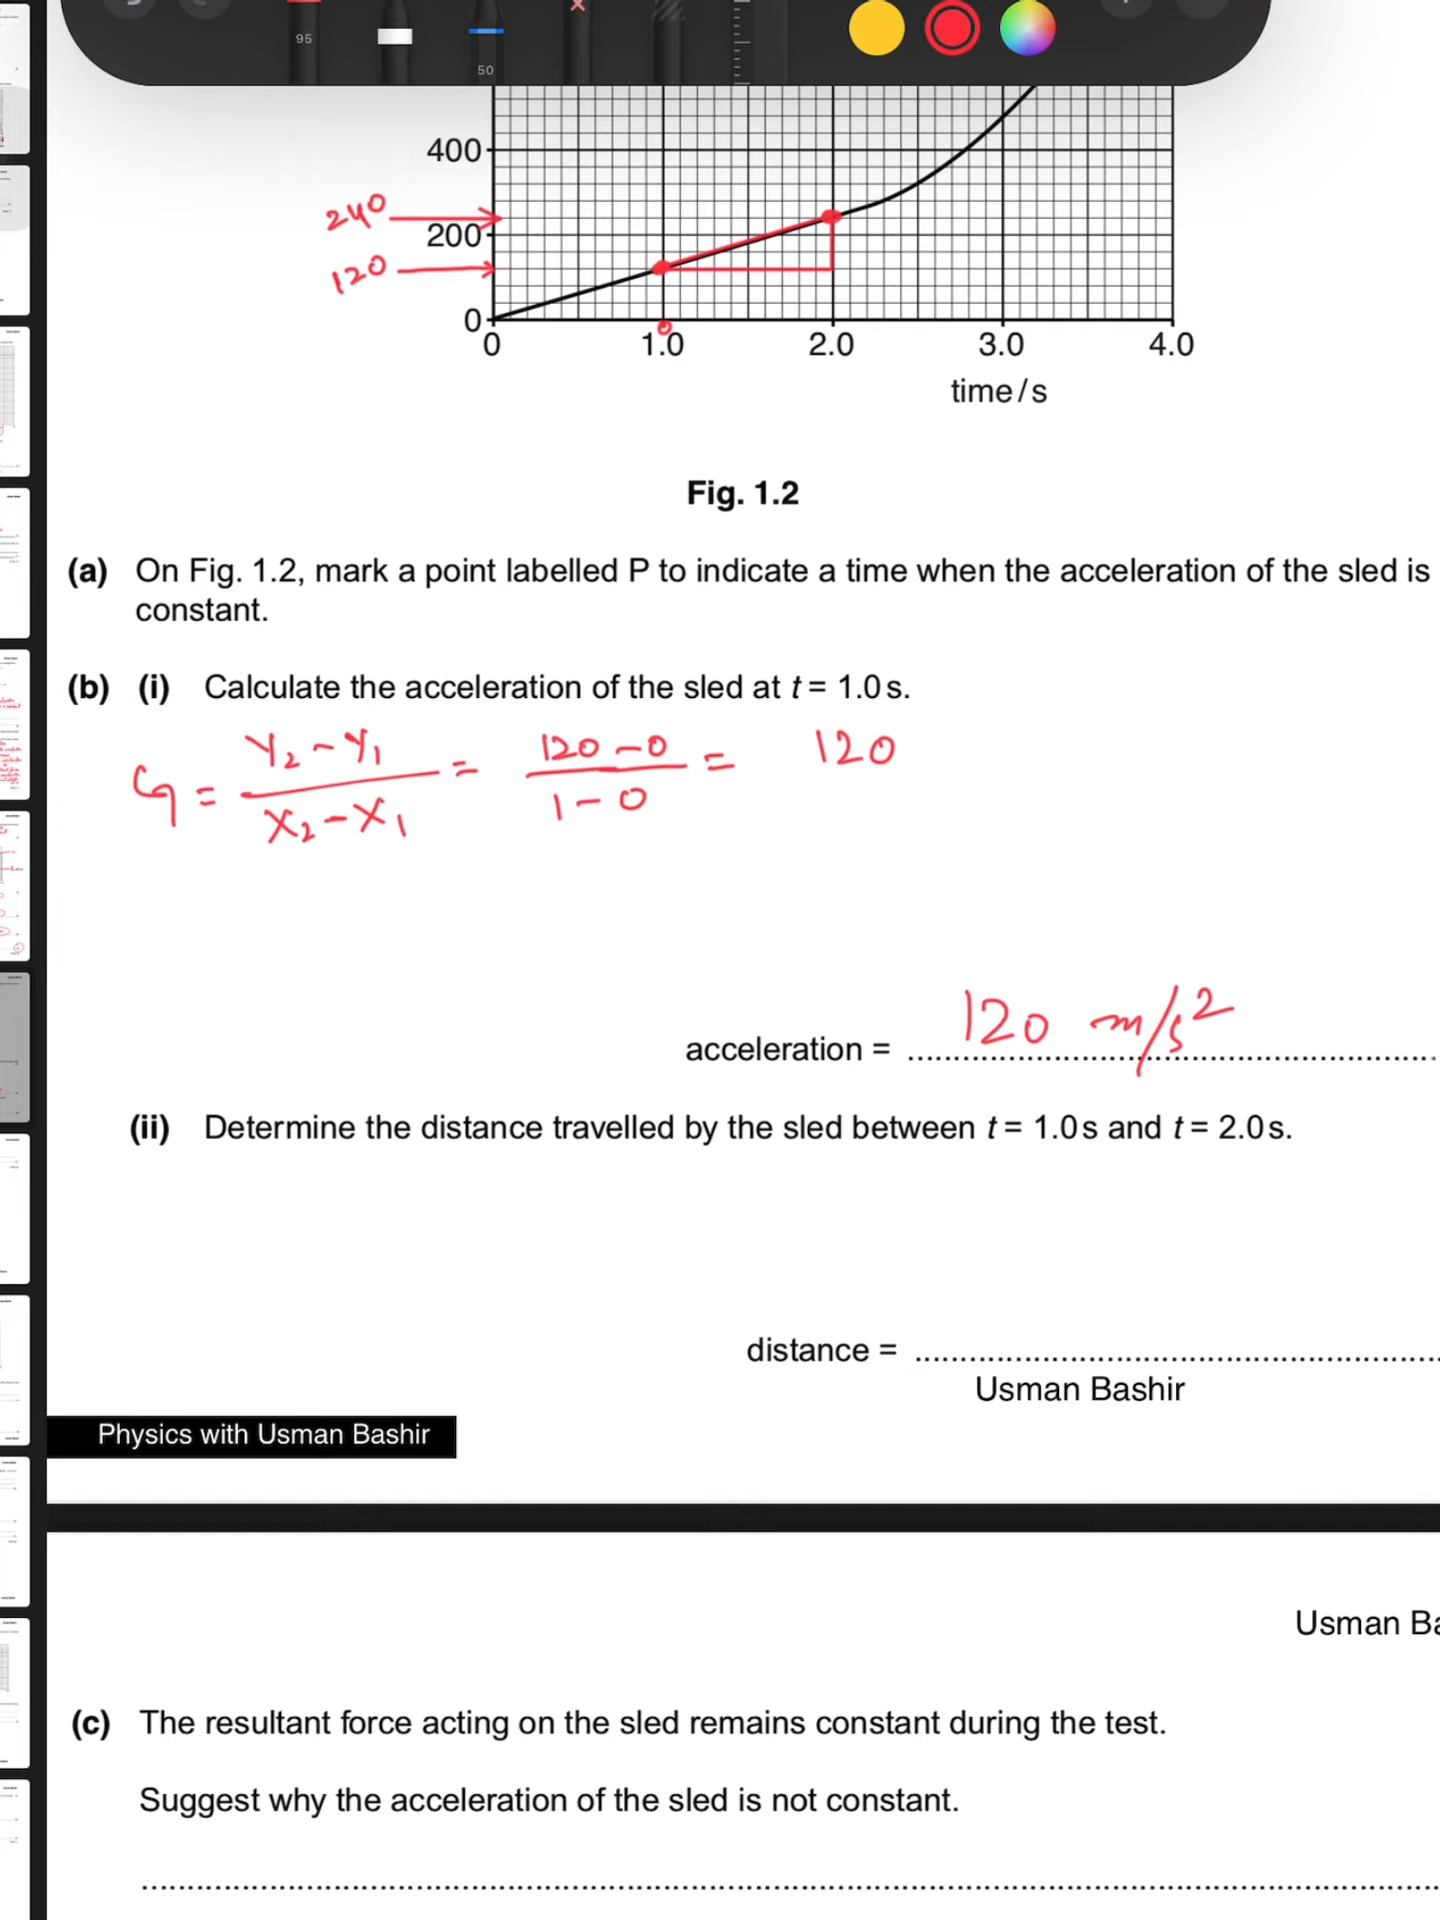 95
50
400
240
200
120
0
0 1.0 2.0 3.0 4.0
time/s
Fig. 1.2
(a) On Fig. 1.2, mark a point labelled P to indicate a time when the acceleration of the sled is
constant.
(b) (i) Calculate the acceleration of the sled at t = 1.0 s.
G = Y₂-Y₁ / X₂-X₁ = 120-0 / 1-0 = 120
acceleration = 120 m/s²
(ii) Determine the distance travelled by the sled between t = 1.0 s and t = 2.0 s.
distance =
Usman Bashir
Physics with Usman Bashir
Usman Ba
(c) The resultant force acting on the sled remains constant during the test.
Suggest why the acceleration of the sled is not constant.